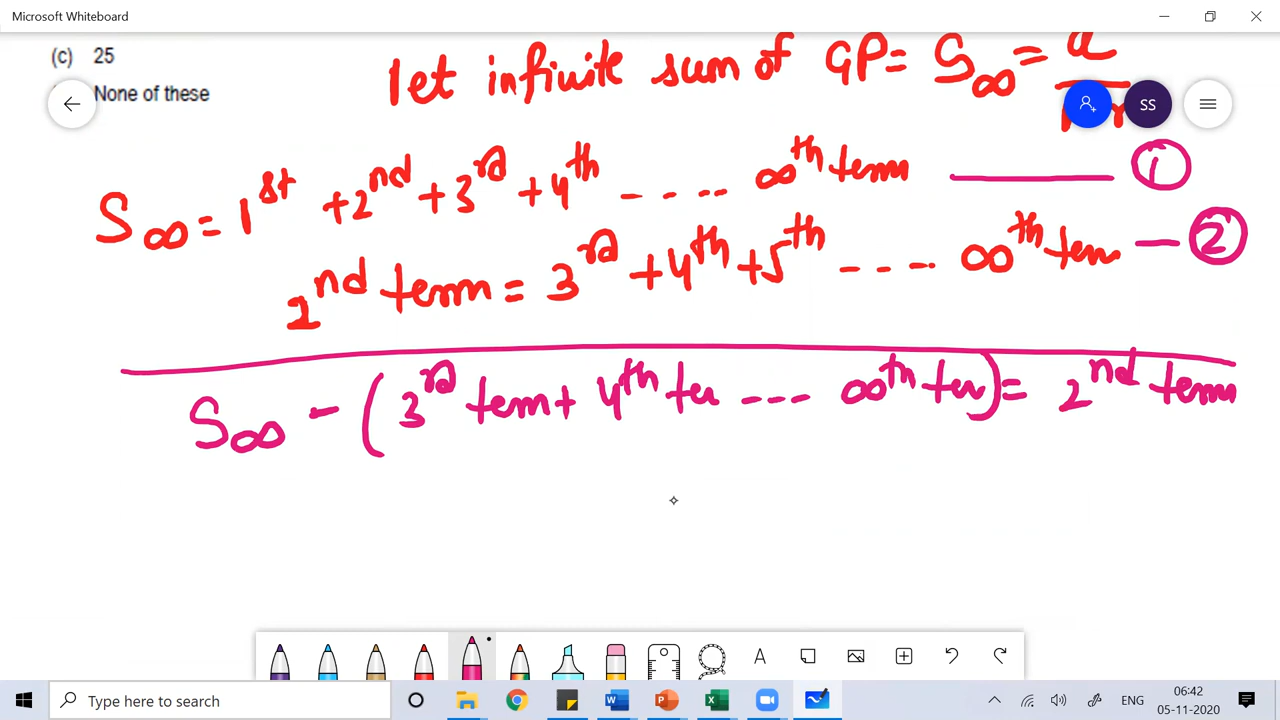 Microsoft Whiteboard
(c) 25
None of these
let infinite sum of GP = S∞ = a
1-r
SS
S∞ = 1st + 2nd + 3rd + 4th - - - - - ∞th term ——— 1
2nd term = 3rd + 4th + 5th - - - - ∞th term — 2
S∞ - (3rd term + 4th ter - - - ∞th ter) = 2nd term
A
Type here to search
ENG
06:42
05-11-2020